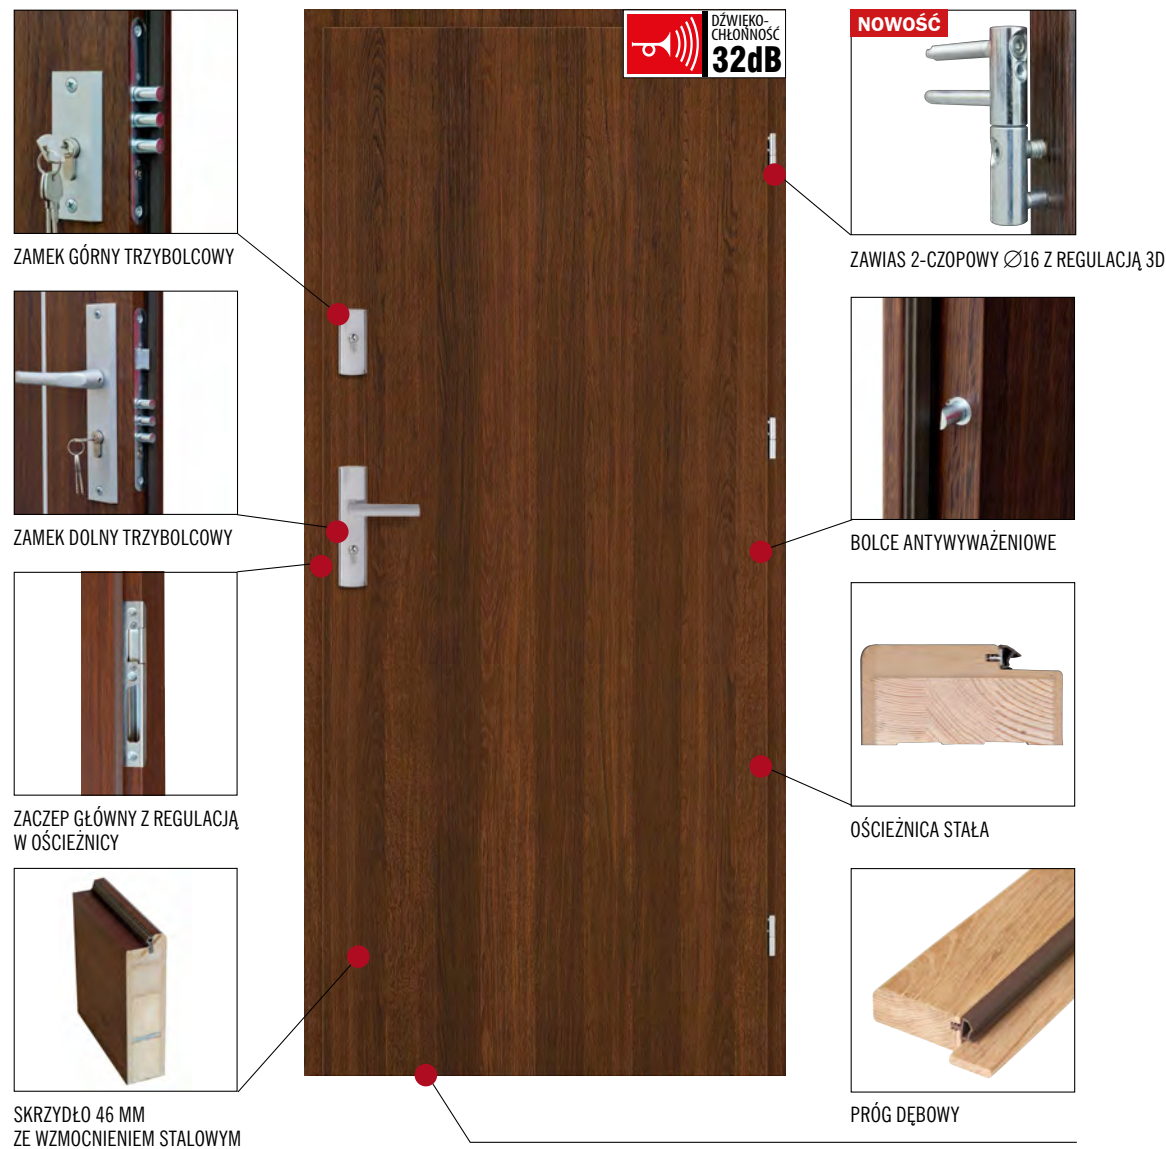 DŹWIĘKO-
CHŁONNOŚĆ
32dB
NOWOŚĆ
ZAMEK GÓRNY TRZYBOLCOWY
ZAWIAS 2-CZOPOWY ∅16 Z REGULACJĄ 3D
ZAMEK DOLNY TRZYBOLCOWY
BOLCE ANTYWYWAŻENIOWE
ZACZEP GŁÓWNY Z REGULACJĄ
W OŚCIEŻNICY
OŚCIEŻNICA STAŁA
SKRZYDŁO 46 MM
ZE WZMOCNIENIEM STALOWYM
PRÓG DĘBOWY